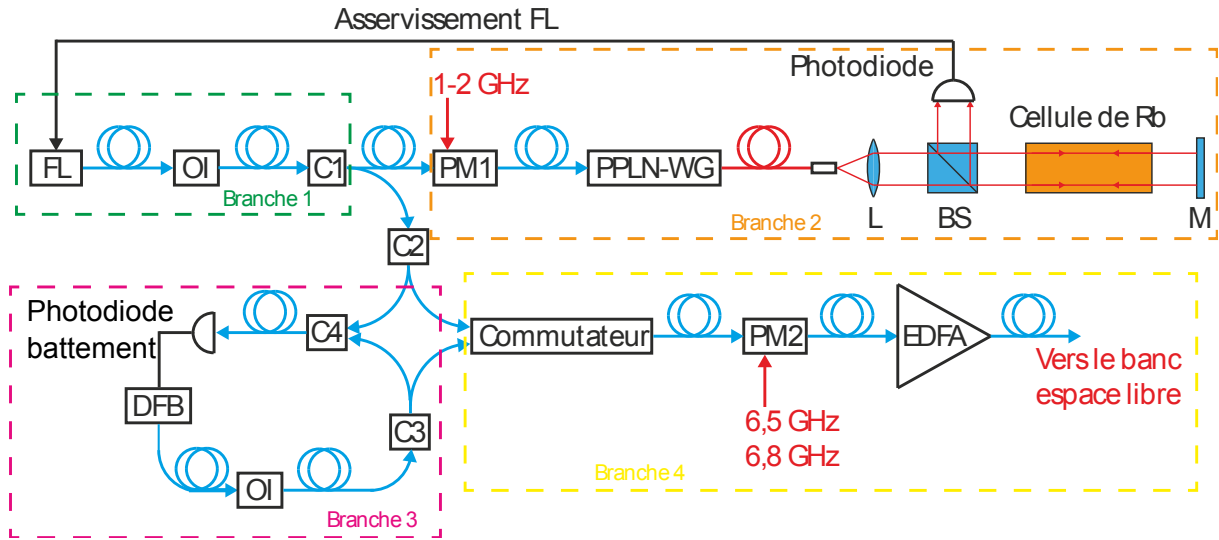 Asservissement FL
Photodiode
1-2 GHz
Cellule de Rb
FL
OI
C1
PM1
PPLN-WG
Branche 1
L
BS
M
Branche 2
C2
Photodiode
battement
C4
Commutateur
PM2
EDFA
Vers le banc
espace libre
DFB
C3
6,5 GHz
6,8 GHz
OI
Branche 4
Branche 3